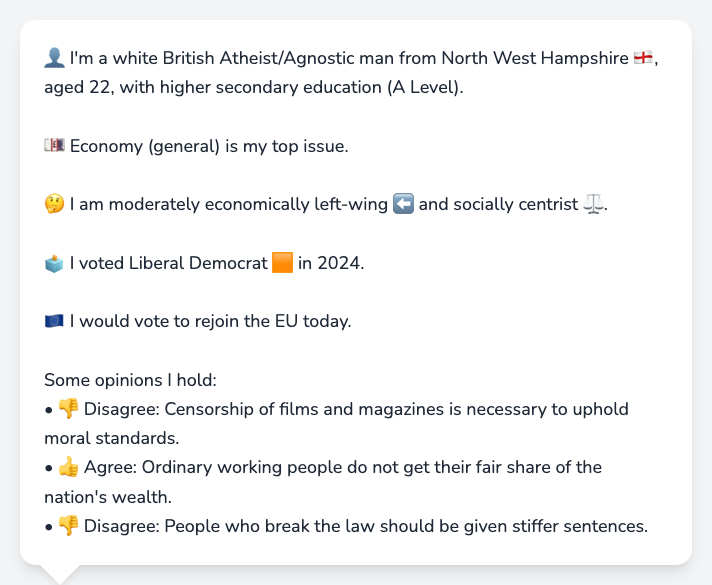 👤 I'm a white British Atheist/Agnostic man from North West Hampshire 🏴󠁧󠁢󠁥󠁮󠁧󠁿,
aged 22, with higher secondary education (A Level).
💷 Economy (general) is my top issue.
🤔 I am moderately economically left-wing ⬅️ and socially centrist ⚖️.
🗳️ I voted Liberal Democrat 🟧 in 2024.
🇪🇺 I would vote to rejoin the EU today.
Some opinions I hold:
• 👎 Disagree: Censorship of films and magazines is necessary to uphold
moral standards.
• 👍 Agree: Ordinary working people do not get their fair share of the
nation's wealth.
• 👎 Disagree: People who break the law should be given stiffer sentences.